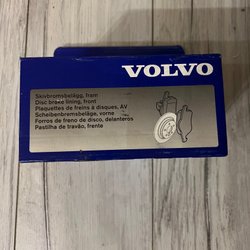 VOLVO
Skivbromsbelägg, fram
Disc brake lining, front
Plaquettes de freins à disques, AV
Scheibenbremsbeläge, vorne
Forros de freno de disco, delanteros
Pastilha de travão, frente